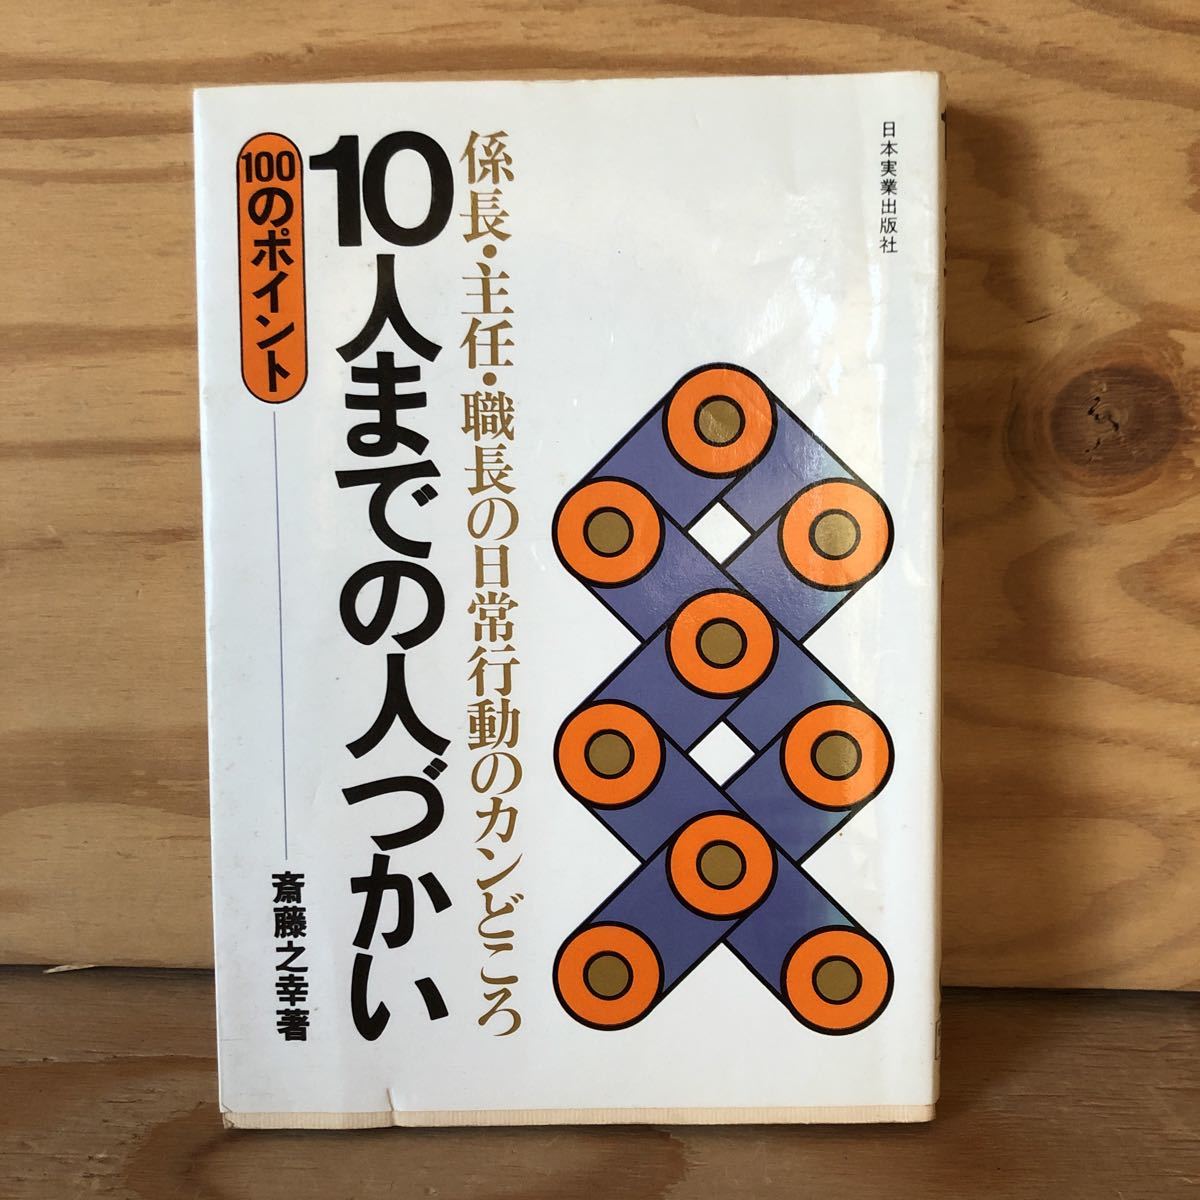 日本実業出版社
係長・主任・職長の日常行動のカンどころ
10人までの人づかい
100のポイント
斎藤之幸著